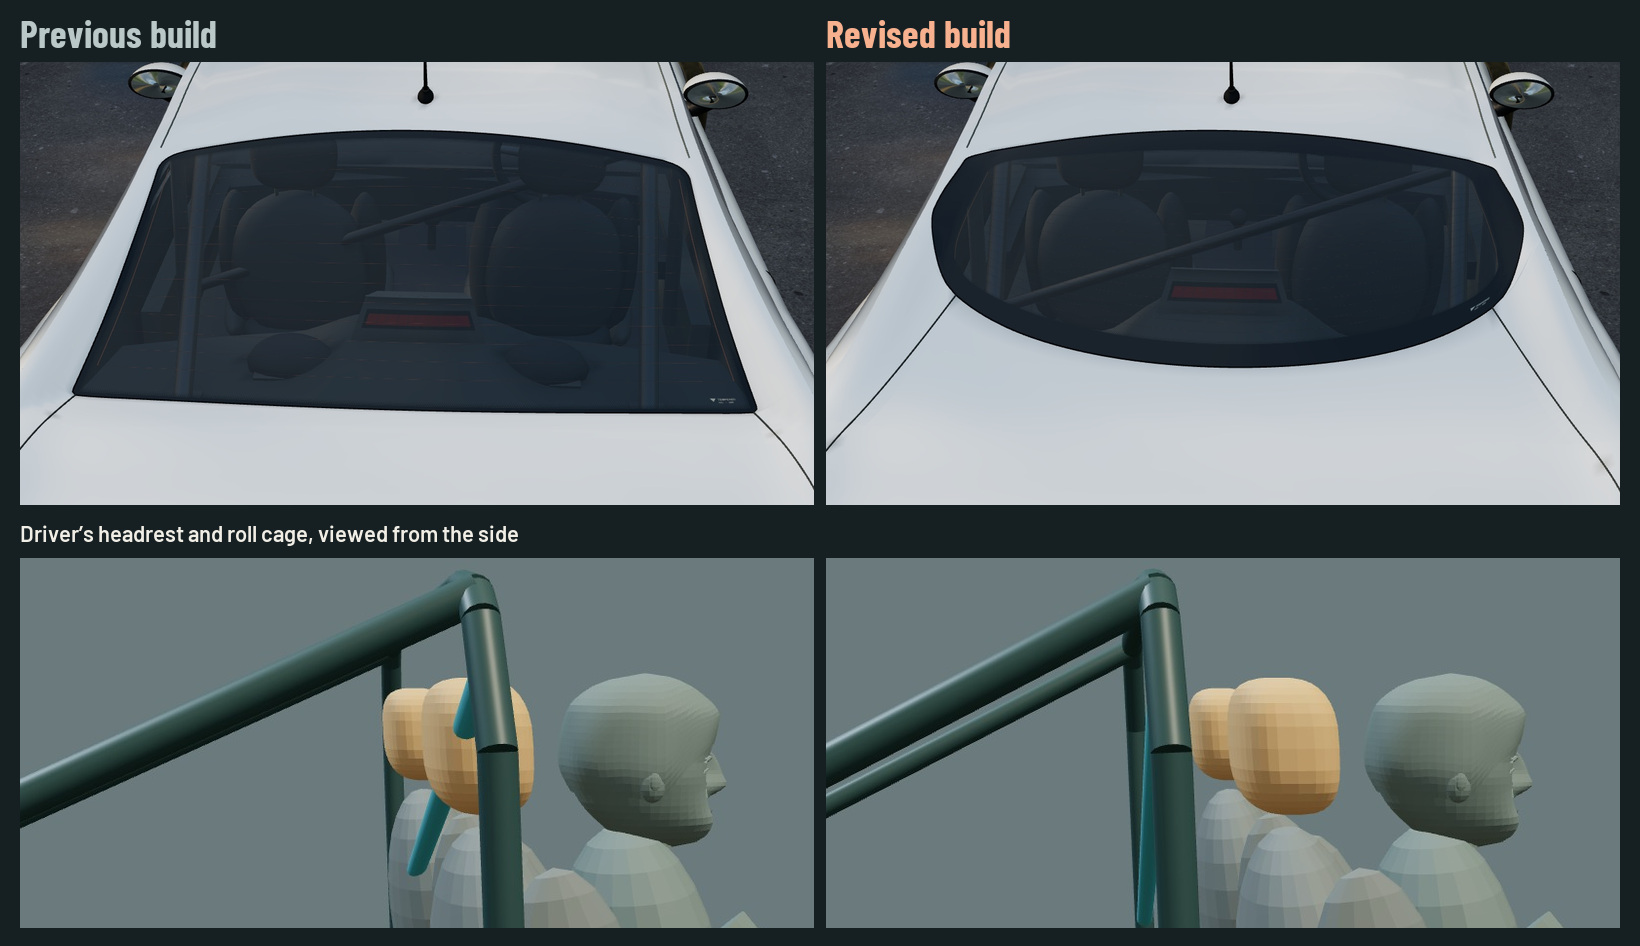 Previous build
Revised build
Driver’s headrest and roll cage, viewed from the side